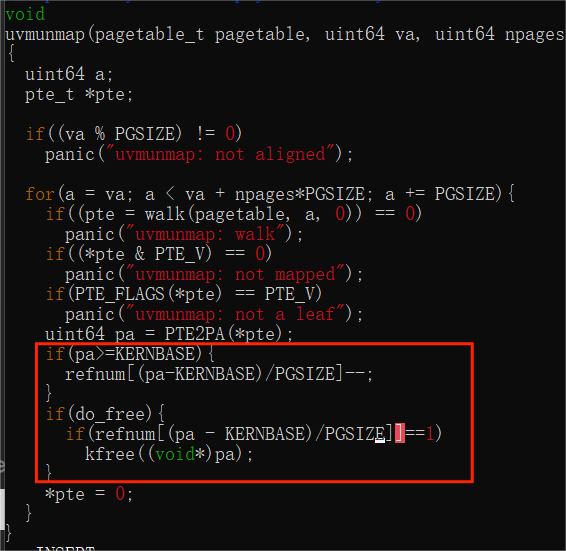 void
uvmunmap(pagetable_t pagetable, uint64 va, uint64 npages
{
  uint64 a;
  pte_t *pte;

  if((va % PGSIZE) != 0)
    panic("uvmunmap: not aligned");

  for(a = va; a < va + npages*PGSIZE; a += PGSIZE){
    if((pte = walk(pagetable, a, 0)) == 0)
      panic("uvmunmap: walk");
    if((*pte & PTE_V) == 0)
      panic("uvmunmap: not mapped");
    if(PTE_FLAGS(*pte) == PTE_V)
      panic("uvmunmap: not a leaf");
    uint64 pa = PTE2PA(*pte);
    if(pa>=KERNBASE){
      refnum[(pa-KERNBASE)/PGSIZE]--;
    }
    if(do_free){
      if(refnum[(pa - KERNBASE)/PGSIZE]]==1)
        kfree((void*)pa);
    }
    *pte = 0;
  }
}